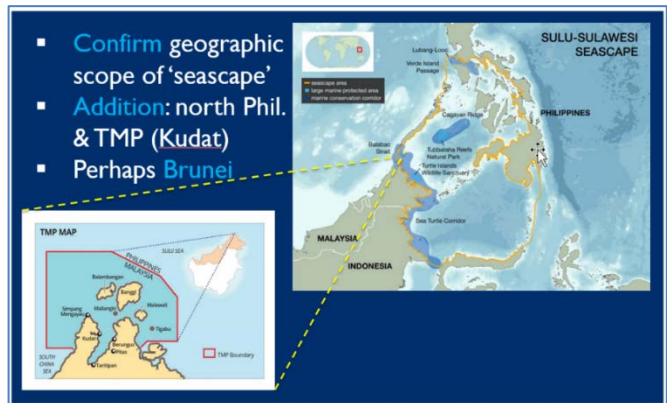 ▪ Confirm geographic
scope of ‘seascape’
▪ Addition: north Phil.
& TMP (Kudat)
▪ Perhaps Brunei
SULU-SULAWESI
SEASCAPE
seascape area
large marine protected area
marine conservation corridor
Lubang-Looc
Verde Island
Passage
PHILIPPINES
Cagayan Ridge
Tubbataha Reefs
Natural Park
Balabac
Strait
Turtle Islands
Wildlife Sanctuary
Sea Turtle Corridor
MALAYSIA
INDONESIA
TMP MAP
SULU SEA
PHILIPPINES
MALAYSIA
Balambangan
Banggi
Simpang
Mengayau
Malangio
Malawali
Tigabu
Kudat
Berungus
Pitas
Tanitipan
SOUTH
CHINA
SEA
TMP Boundary